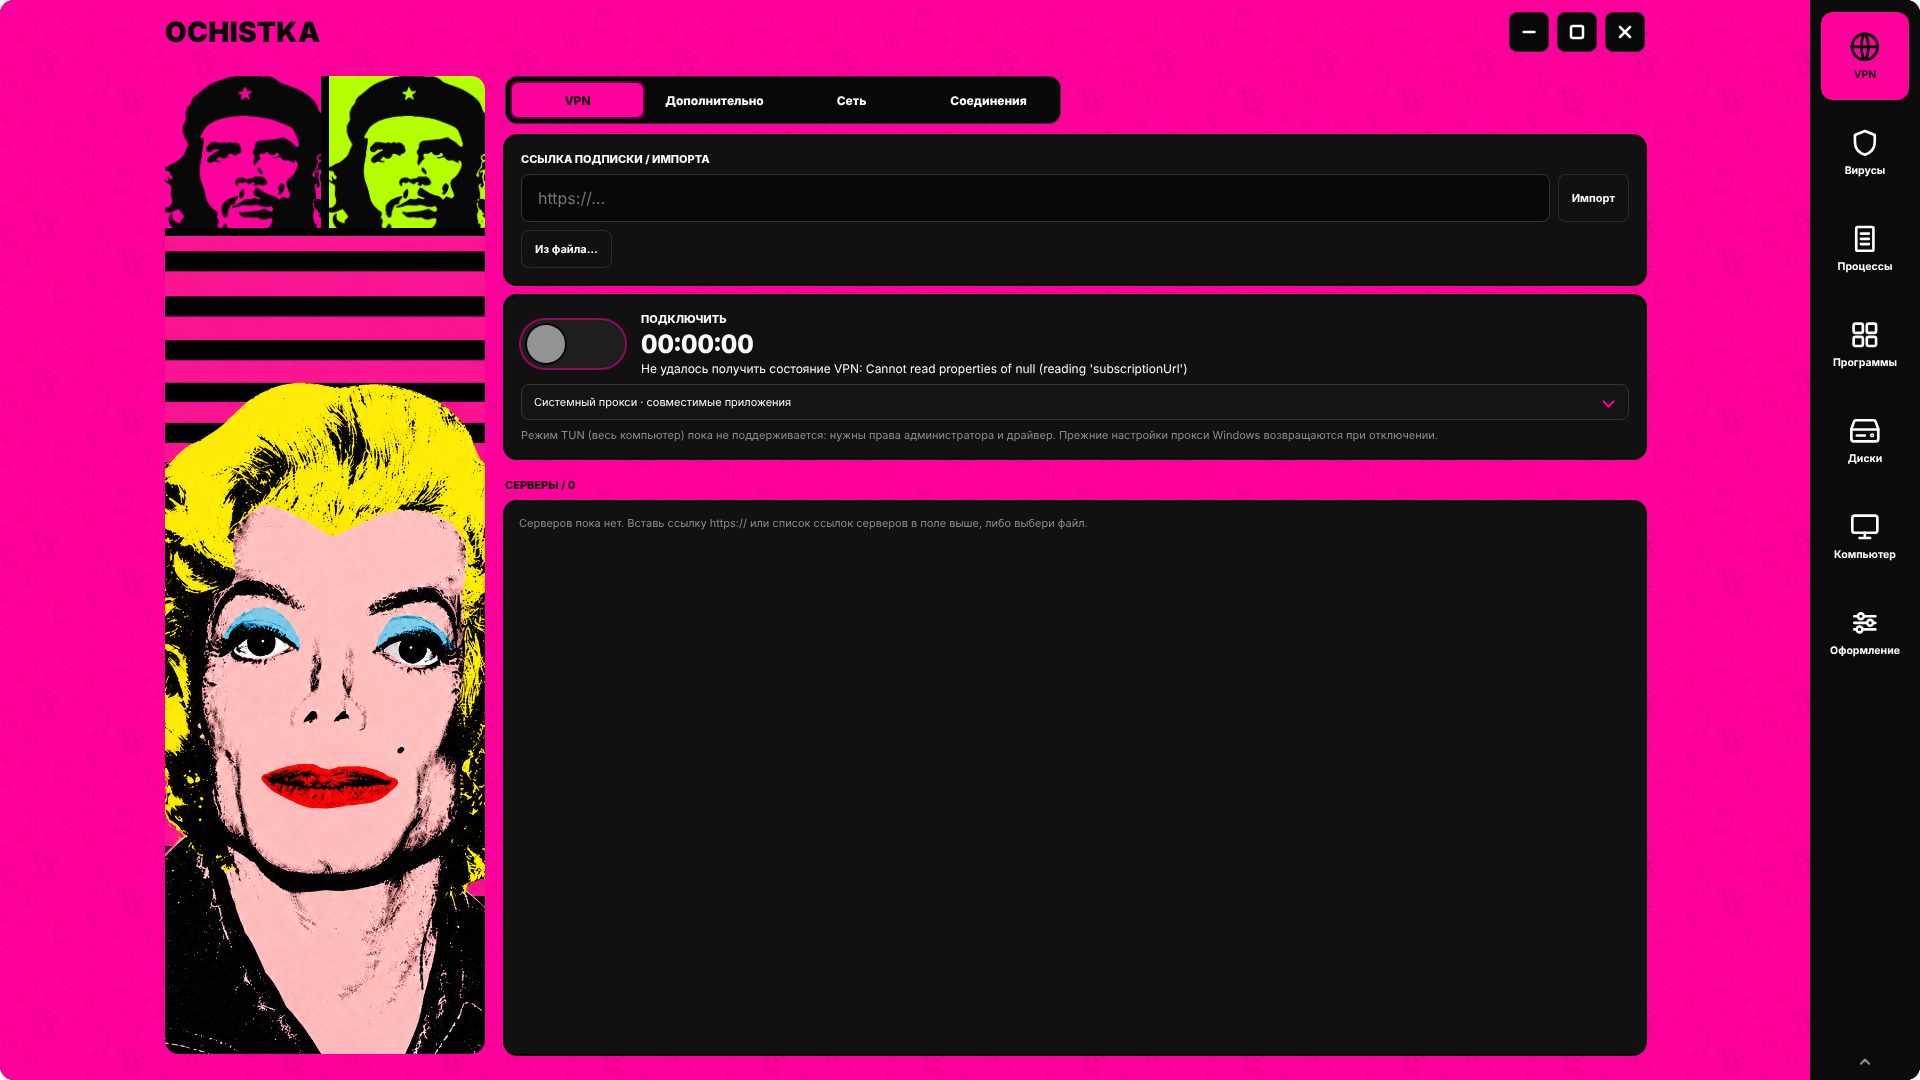 OCHISTKA
VPN
Дополнительно
Сеть
Соединения
ССЫЛКА ПОДПИСКИ / ИМПОРТА
https://...
Импорт
Из файла...
ПОДКЛЮЧИТЬ
00:00:00
Не удалось получить состояние VPN: Cannot read properties of null (reading 'subscriptionUrl')
Системный прокси · совместимые приложения
Режим TUN (весь компьютер) пока не поддерживается: нужны права администратора и драйвер. Прежние настройки прокси Windows возвращаются при отключении.
СЕРВЕРЫ / 0
Серверов пока нет. Вставь ссылку https:// или список ссылок серверов в поле выше, либо выбери файл.
VPN
Вирусы
Процессы
Программы
Диски
Компьютер
Оформление